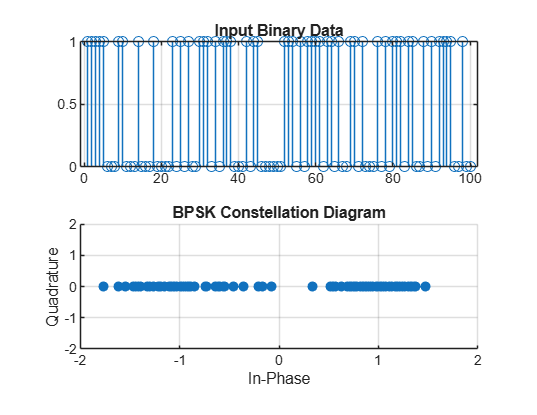 Input Binary Data
1
0.5
0
0 20 40 60 80 100
BPSK Constellation Diagram
2
1
0
-1
-2
Quadrature
-2 -1 0 1 2
In-Phase